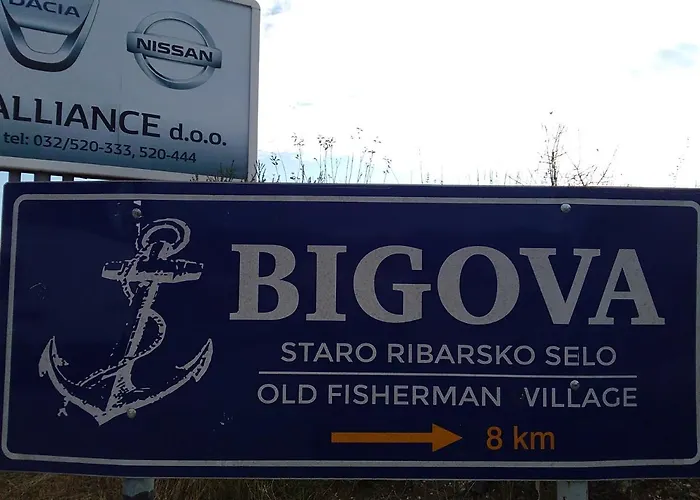 DACIA
NISSAN
ALLIANCE d.o.o.
tel: 032/520-333, 520-444
BIGOVA
STARO RIBARSKO SELO
OLD FISHERMAN VILLAGE
8 km